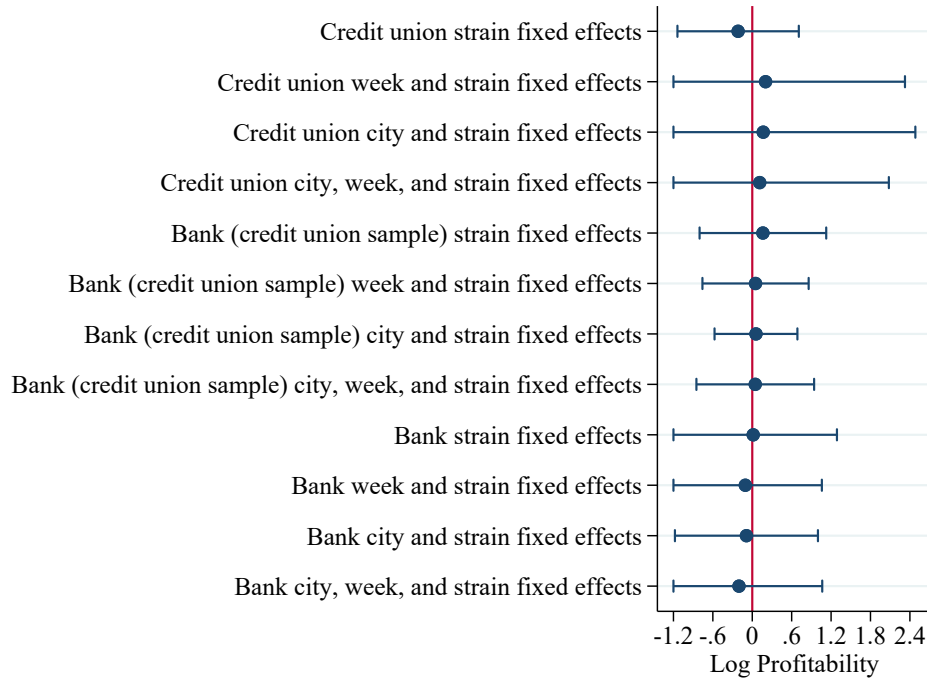 Credit union strain fixed effects
Credit union week and strain fixed effects
Credit union city and strain fixed effects
Credit union city, week, and strain fixed effects
Bank (credit union sample) strain fixed effects
Bank (credit union sample) week and strain fixed effects
Bank (credit union sample) city and strain fixed effects
Bank (credit union sample) city, week, and strain fixed effects
Bank strain fixed effects
Bank week and strain fixed effects
Bank city and strain fixed effects
Bank city, week, and strain fixed effects
-1.2 -.6 0 .6 1.2 1.8 2.4
Log Profitability